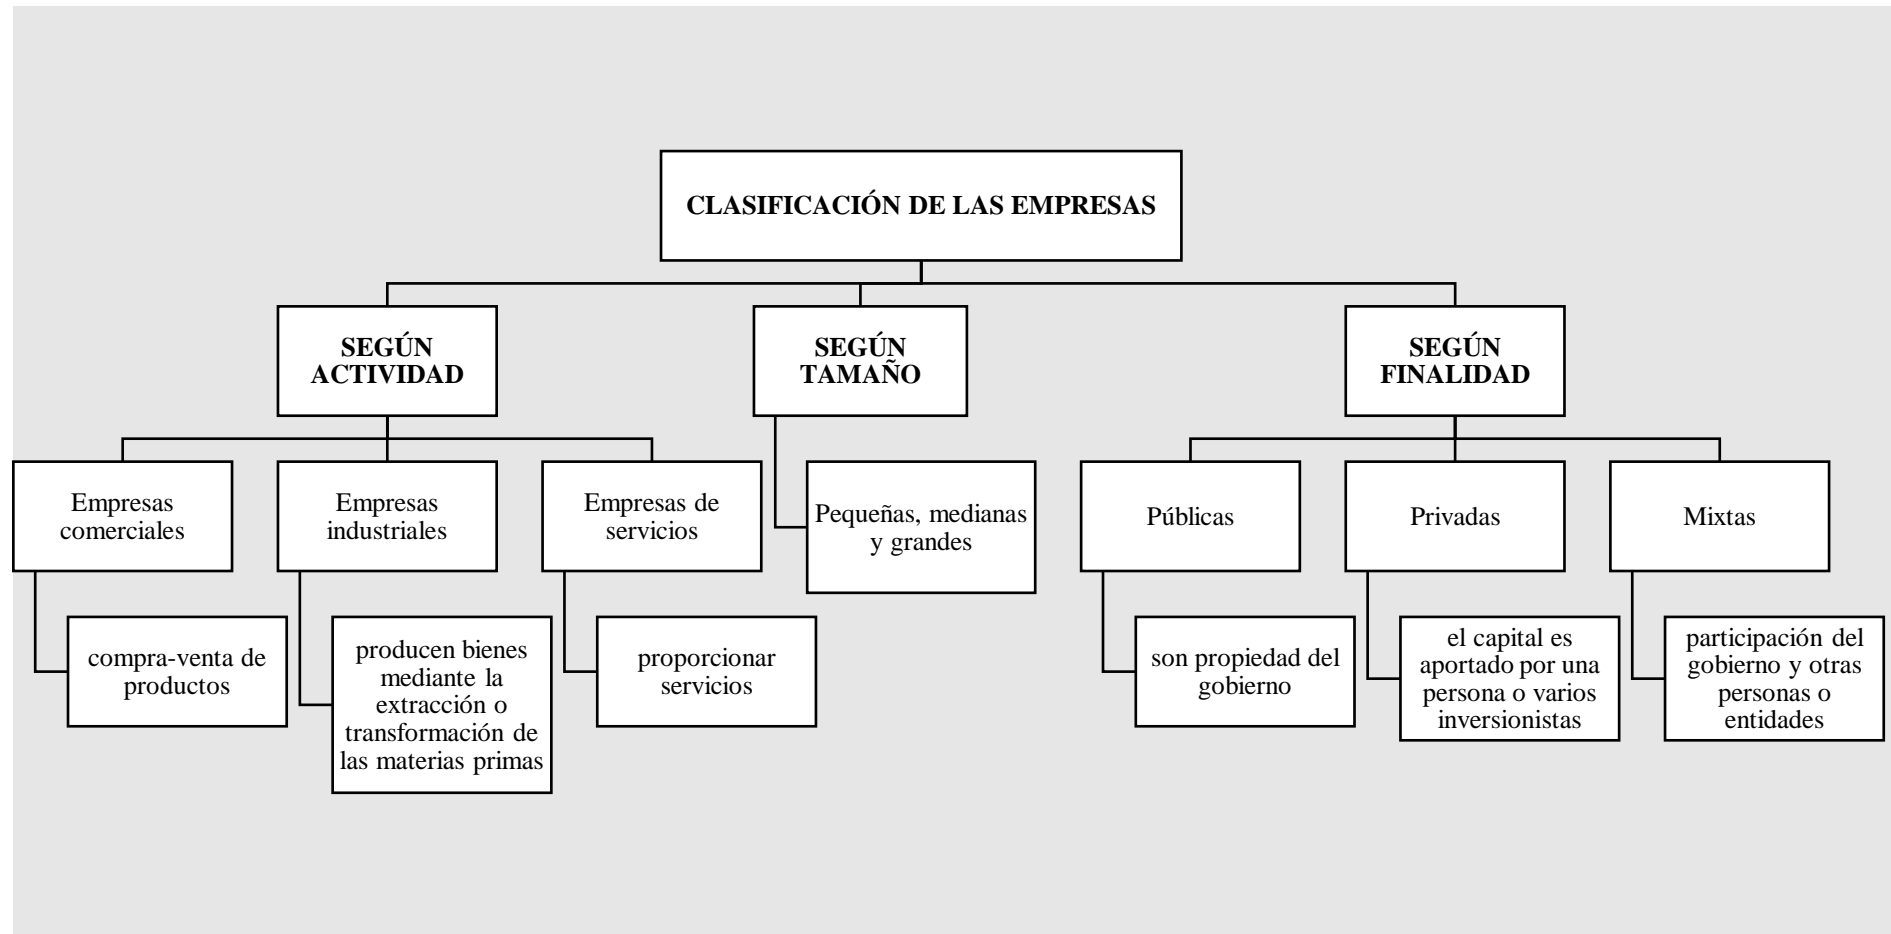 CLASIFICACIÓN DE LAS EMPRESAS
SEGÚN
ACTIVIDAD
SEGÚN
TAMAÑO
SEGÚN
FINALIDAD
Empresas
comerciales
Empresas
industriales
Empresas de
servicios
Pequeñas, medianas
y grandes
Públicas
Privadas
Mixtas
compra-venta de
productos
producen bienes
mediante la
extracción o
transformación de
las materias primas
proporcionar
servicios
son propiedad del
gobierno
el capital es
aportado por una
persona o varios
inversionistas
participación del
gobierno y otras
personas o
entidades